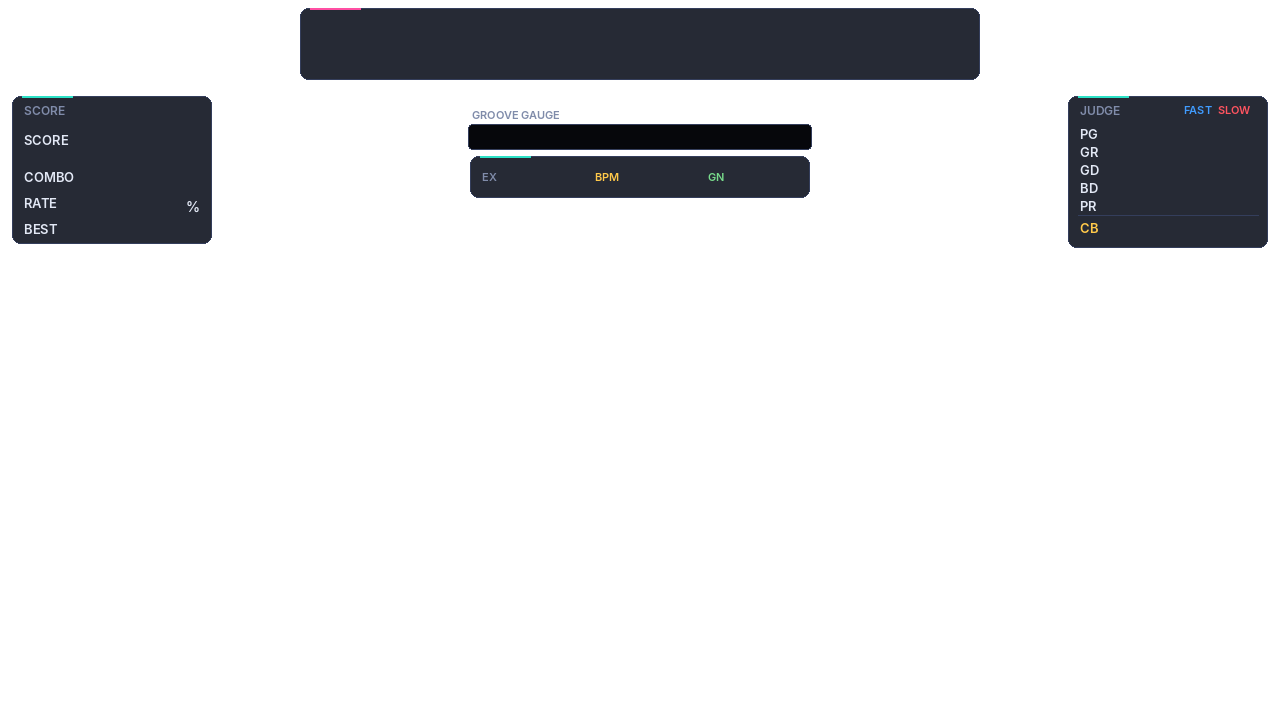 SCORE
SCORE
COMBO
RATE %
BEST
GROOVE GAUGE
EX BPM GN
JUDGE FAST SLOW
PG
GR
GD
BD
PR
CB